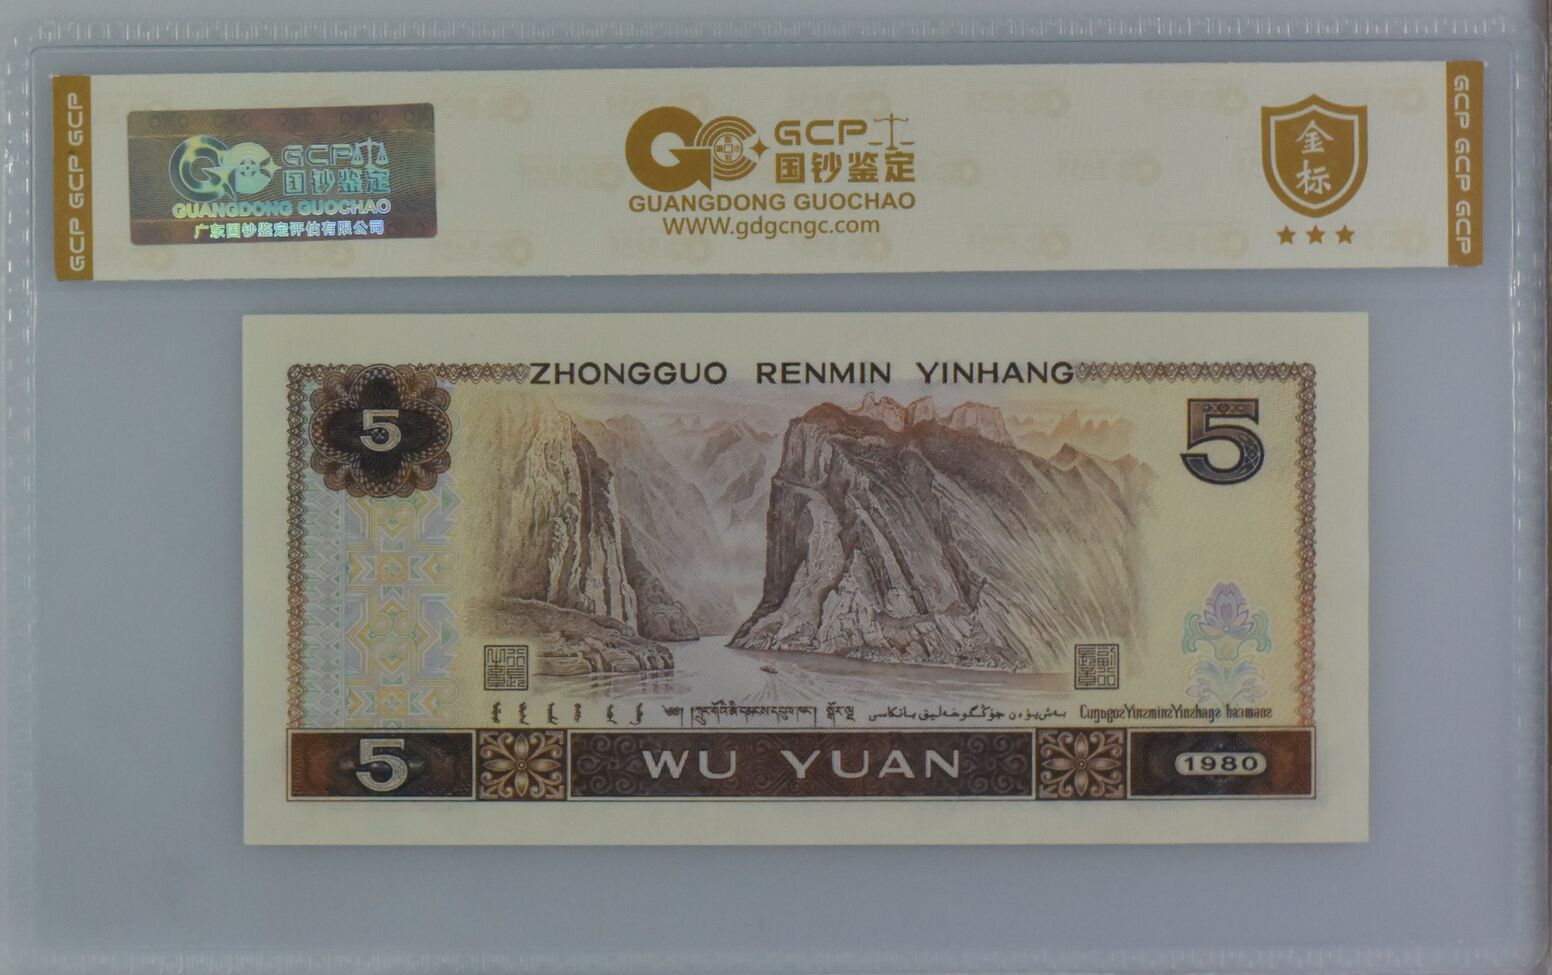 GCP GCP GCP
GCP
国钞鉴定
GUANGDONG GUOCHAO
广东国钞鉴定评估有限公司
GCP
国钞鉴定
GUANGDONG GUOCHAO
WWW.gdgcngc.com
金标
GCP GCP GCP
ZHONGGUO RENMIN YINHANG
5
5
5
WU YUAN
1980